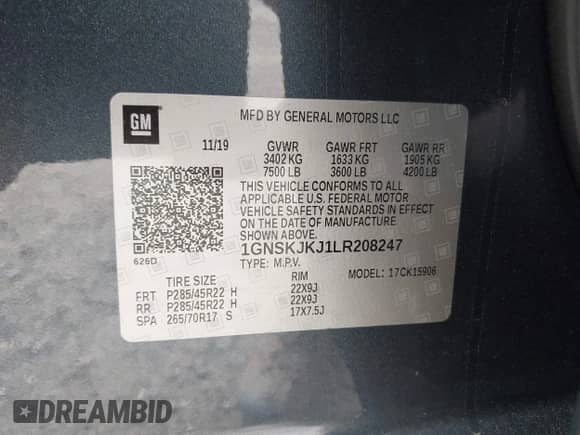 GM
MFD BY GENERAL MOTORS LLC
11/19 GVWR GAWR FRT GAWR RR
3402 KG 1633 KG 1905 KG
7500 LB 3600 LB 4200 LB
THIS VEHICLE CONFORMS TO ALL
APPLICABLE U.S. FEDERAL MOTOR
VEHICLE SAFETY STANDARDS IN EFFECT
ON THE DATE OF MANUFACTURE
SHOWN ABOVE.
1GNSKJKJ1LR208247
626D
TYPE: M.P.V. MODEL: 17CK15906
TIRE SIZE RIM
FRT P285/45R22 H 22X9J
RR P285/45R22 H 22X9J
SPA 265/70R17 S 17X7.5J
DREAMBID